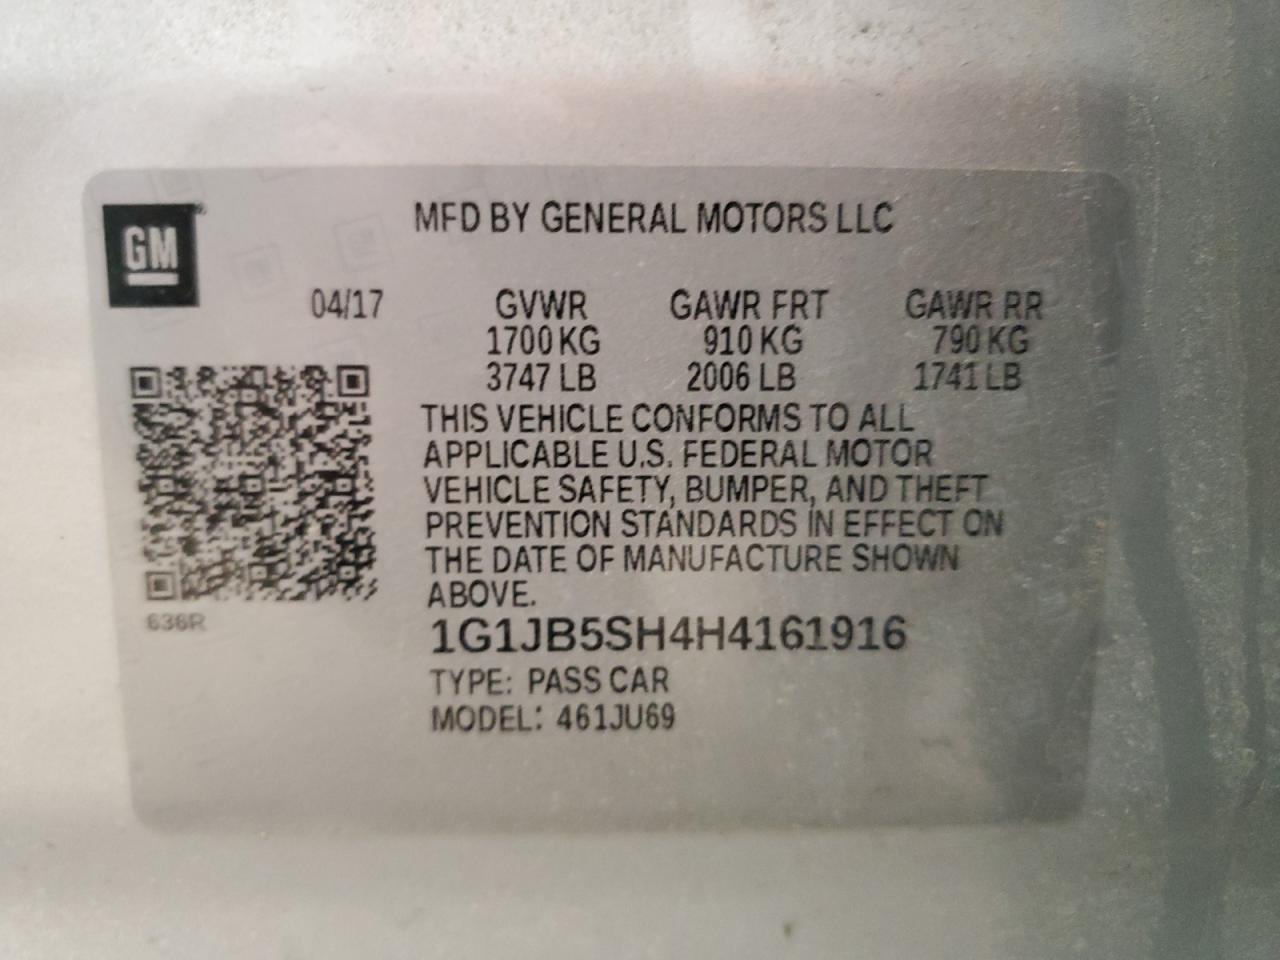 GM
MFD BY GENERAL MOTORS LLC
04/17 GVWR GAWR FRT GAWR RR
1700 KG 910 KG 790 KG
3747 LB 2006 LB 1741 LB
THIS VEHICLE CONFORMS TO ALL
APPLICABLE U.S. FEDERAL MOTOR
VEHICLE SAFETY, BUMPER, AND THEFT
PREVENTION STANDARDS IN EFFECT ON
THE DATE OF MANUFACTURE SHOWN
ABOVE.
636R
1G1JB5SH4H4161916
TYPE: PASS CAR
MODEL: 461JU69